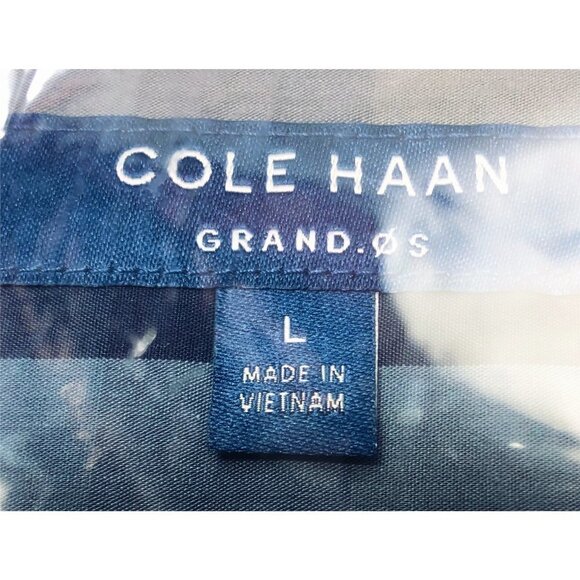 COLE HAAN
GRAND.ØS
L
MADE IN
VIETNAM